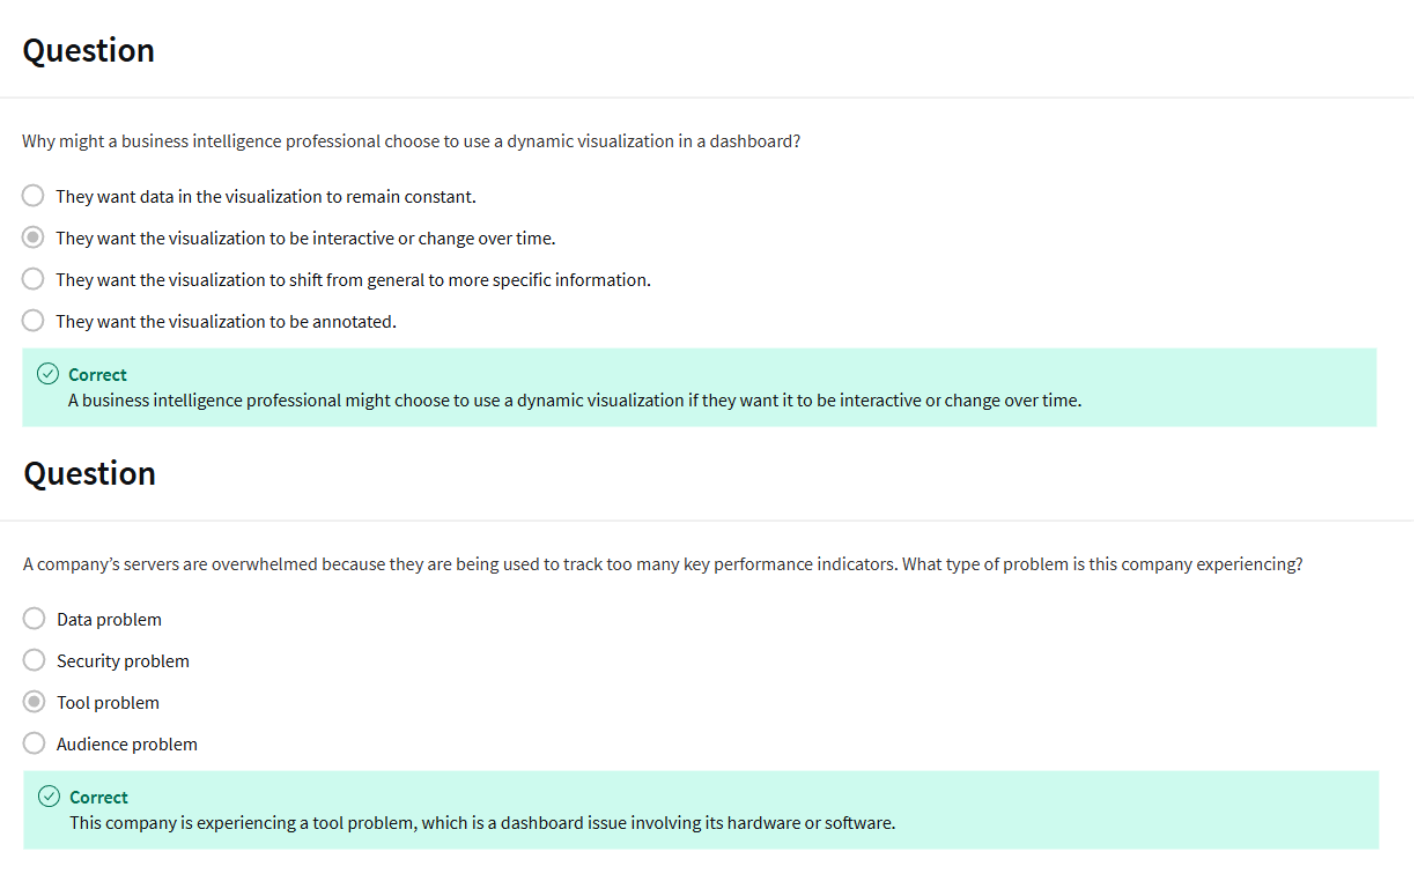 Question
Why might a business intelligence professional choose to use a dynamic visualization in a dashboard?
They want data in the visualization to remain constant.
They want the visualization to be interactive or change over time.
They want the visualization to shift from general to more specific information.
They want the visualization to be annotated.
Correct
A business intelligence professional might choose to use a dynamic visualization if they want it to be interactive or change over time.
Question
A company’s servers are overwhelmed because they are being used to track too many key performance indicators. What type of problem is this company experiencing?
Data problem
Security problem
Tool problem
Audience problem
Correct
This company is experiencing a tool problem, which is a dashboard issue involving its hardware or software.